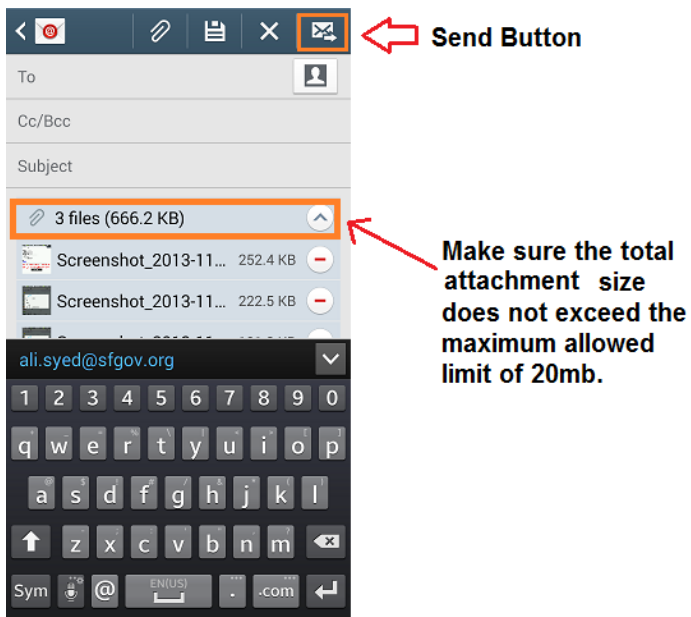 Send Button
To
Cc/Bcc
Subject
3 files (666.2 KB)
Screenshot_2013-11... 252.4 KB
Screenshot_2013-11... 222.5 KB
Make sure the total
attachment size
does not exceed the
maximum allowed
limit of 20mb.
ali.syed@sfgov.org
1 2 3 4 5 6 7 8 9 0
q w e r t y u i o p
a s d f g h j k l
z x c v b n m
Sym @ EN(US) . .com